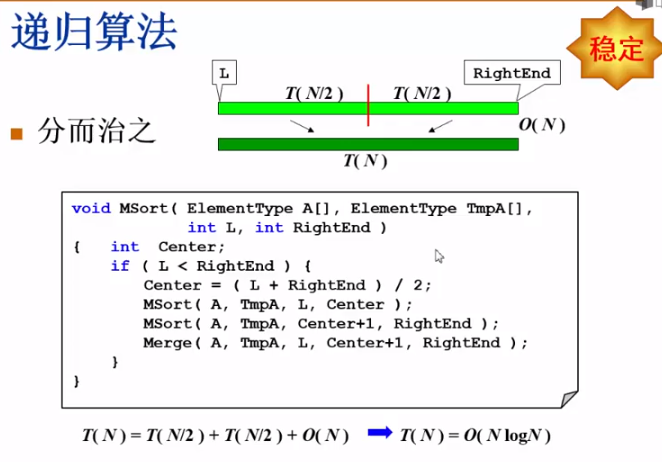 递归算法
稳定
L
RightEnd
T( N/2 )
T( N/2 )
O( N )
分而治之
T( N )
void MSort( ElementType A[], ElementType TmpA[],
int L, int RightEnd )
{ int Center;
if ( L < RightEnd ) {
Center = ( L + RightEnd ) / 2;
MSort( A, TmpA, L, Center );
MSort( A, TmpA, Center+1, RightEnd );
Merge( A, TmpA, L, Center+1, RightEnd );
}
}
T( N ) = T( N/2 ) + T( N/2 ) + O( N ) T( N ) = O( N logN )